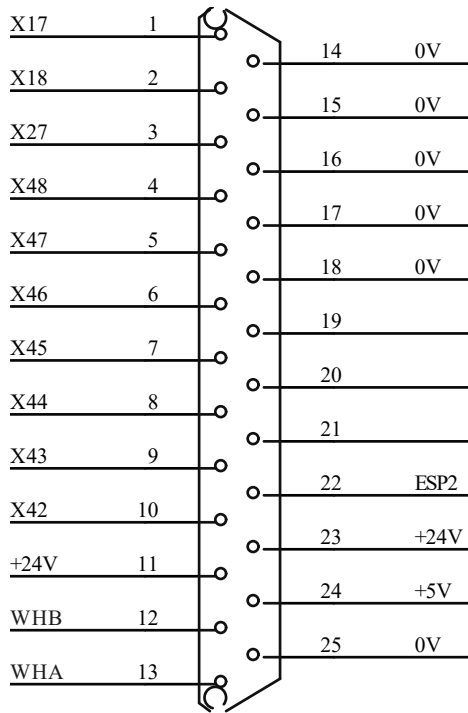 X17 1
14 0V
X18 2
15 0V
X27 3
16 0V
X48 4
17 0V
X47 5
18 0V
X46 6
19
X45 7
20
X44 8
21
X43 9
22 ESP2
X42 10
23 +24V
+24V 11
24 +5V
WHB 12
25 0V
WHA 13